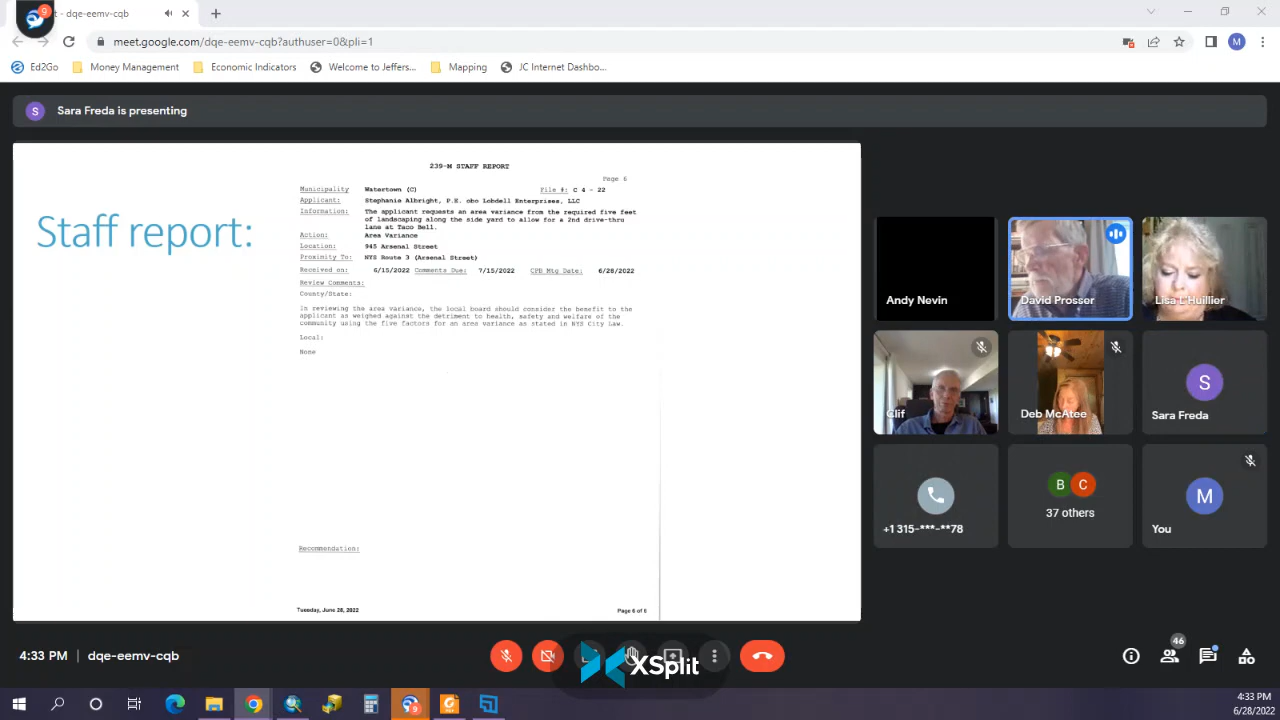 9
t - dqe-eemv-cqb
meet.google.com/dqe-eemv-cqb?authuser=0&pli=1
M
Ed2Go Money Management Economic Indicators Welcome to Jeffers... Mapping JC Internet Dashbo...
S Sara Freda is presenting
Staff report:
239-M STAFF REPORT
Page 6
Municipality Watertown (C) File #: C 4 - 22
Applicant: Stephanie Albright, P.E. obo Lobdell Enterprises, LLC
Information: The applicant requests an area variance from the required five feet
of landscaping along the side yard to allow for a 2nd drive-thru
lane at Taco Bell.
Action: Area Variance
Location: 945 Arsenal Street
Proximity To: NYS Route 3 (Arsenal Street)
Received on: 6/15/2022 Comments Due: 7/15/2022 CPB Mtg Date: 6/28/2022
Review Comments:
County/State:
In reviewing the area variance, the local board should consider the benefit to the
applicant as weighed against the detriment to health, safety and welfare of the
community using the five factors for an area variance as stated in NYS City Law.
Local:
None
Recommendation:
Tuesday, June 28, 2022 Page 6 of 8
Andy Nevin
David Prosser
Lisa L'Huillier
Clif
Deb McAtee
S
Sara Freda
+1 315-***-**78
B C
37 others
M
You
4:33 PM | dqe-eemv-cqb
XSplit
46
9
4:33 PM
6/28/2022